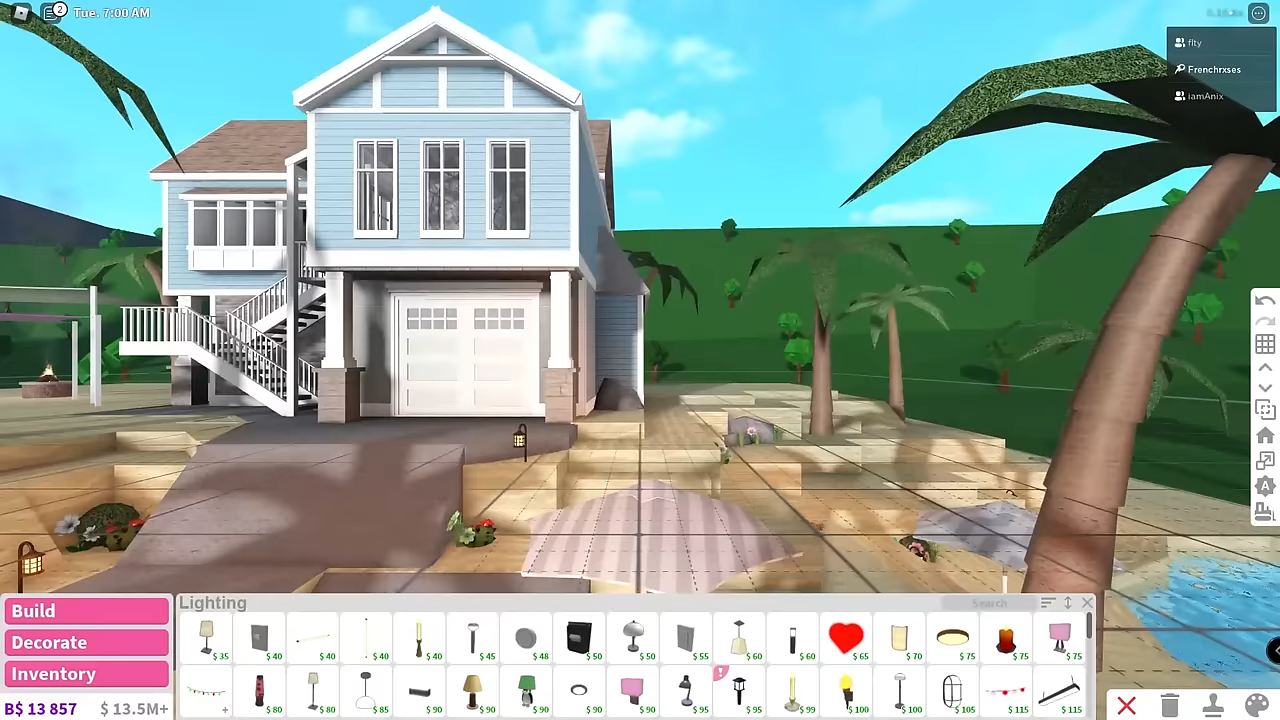 2
Tue. 7:00 AM
flty
Frenchrxses
iamAnix
Build
Decorate
Inventory
B$ 13 857
$ 13.5M+
Lighting
Search
$ 35
$ 40
$ 40
$ 40
$ 40
$ 45
$ 48
$ 50
$ 50
$ 55
$ 60
$ 60
$ 65
$ 70
$ 75
$ 75
$ 75
+
$ 80
$ 80
$ 85
$ 90
$ 90
$ 90
$ 90
$ 90
$ 95
$ 95
$ 99
$ 100
$ 100
$ 105
$ 115
$ 115
A